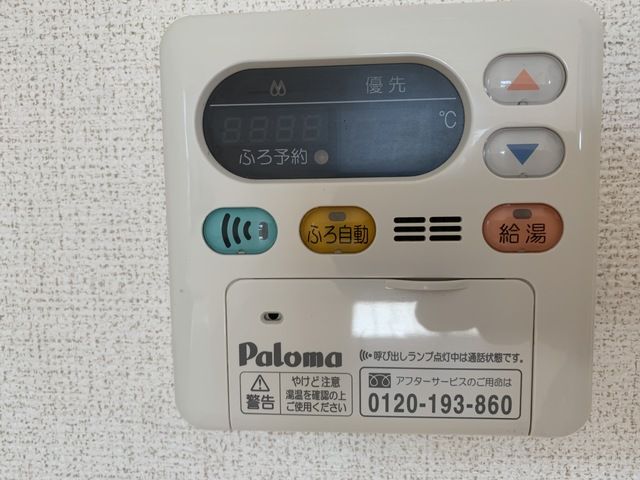 優先
℃
ふろ予約
ふろ自動
給湯
Paloma
呼び出しランプ点灯中は通話状態です。
警告
やけど注意
湯温を確認の上
ご使用ください
アフターサービスのご用命は
0120-193-860